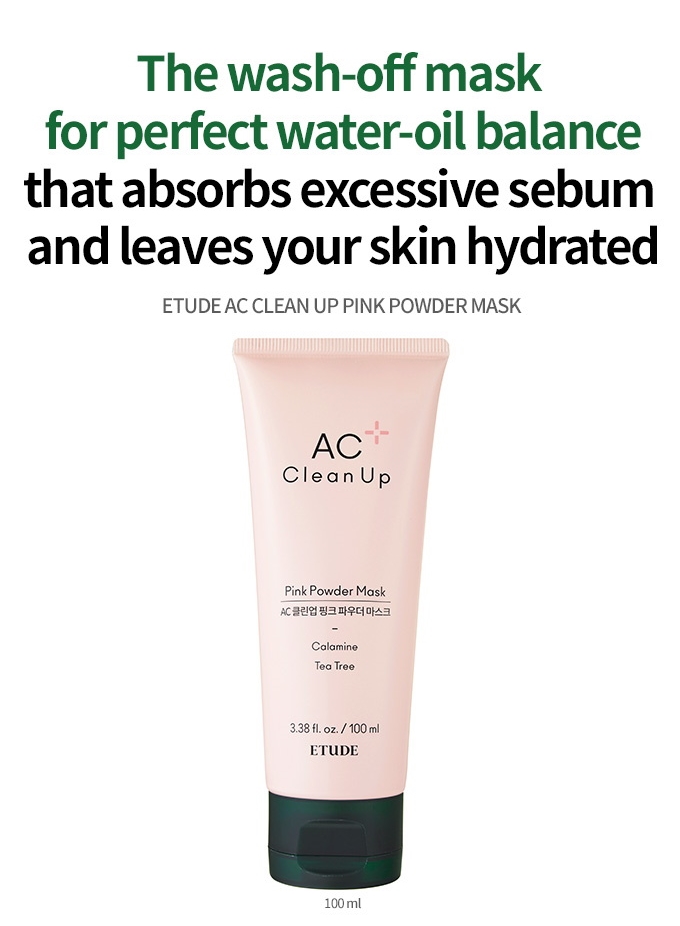 The wash-off mask
for perfect water-oil balance
that absorbs excessive sebum
and leaves your skin hydrated
ETUDE AC CLEAN UP PINK POWDER MASK
AC+
Clean Up
Pink Powder Mask
AC 클린업 핑크 파우더 마스크
-
Calamine
Tea Tree
3.38 fl. oz. / 100 ml
ETUDE
100 ml